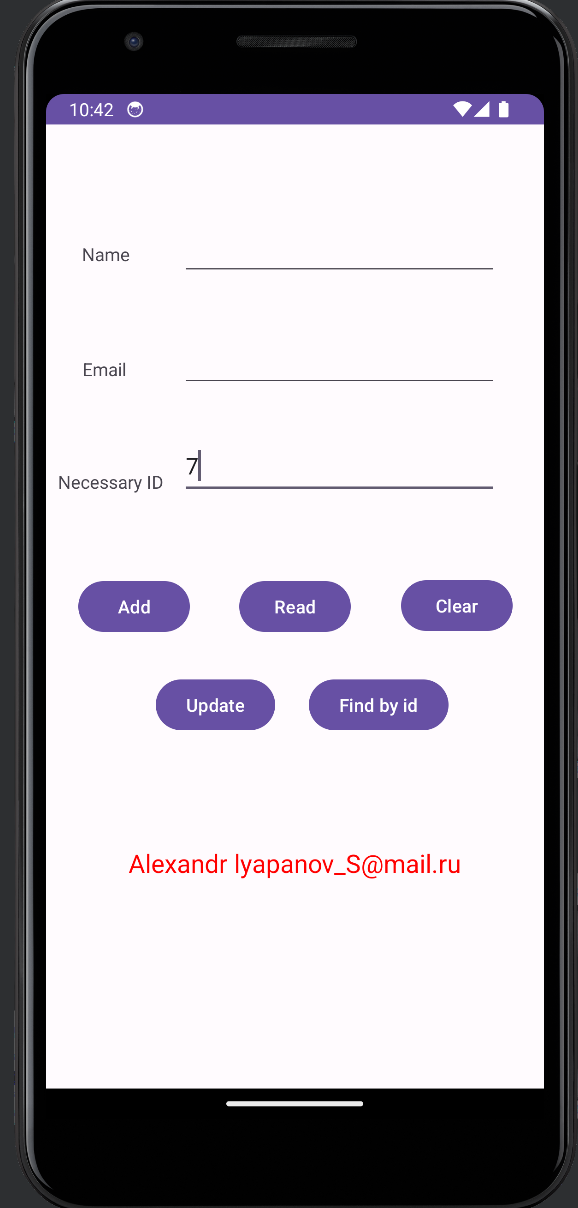 10:42
Name
Email
7
Necessary ID
Add
Read
Clear
Update
Find by id
Alexandr lyapanov_S@mail.ru